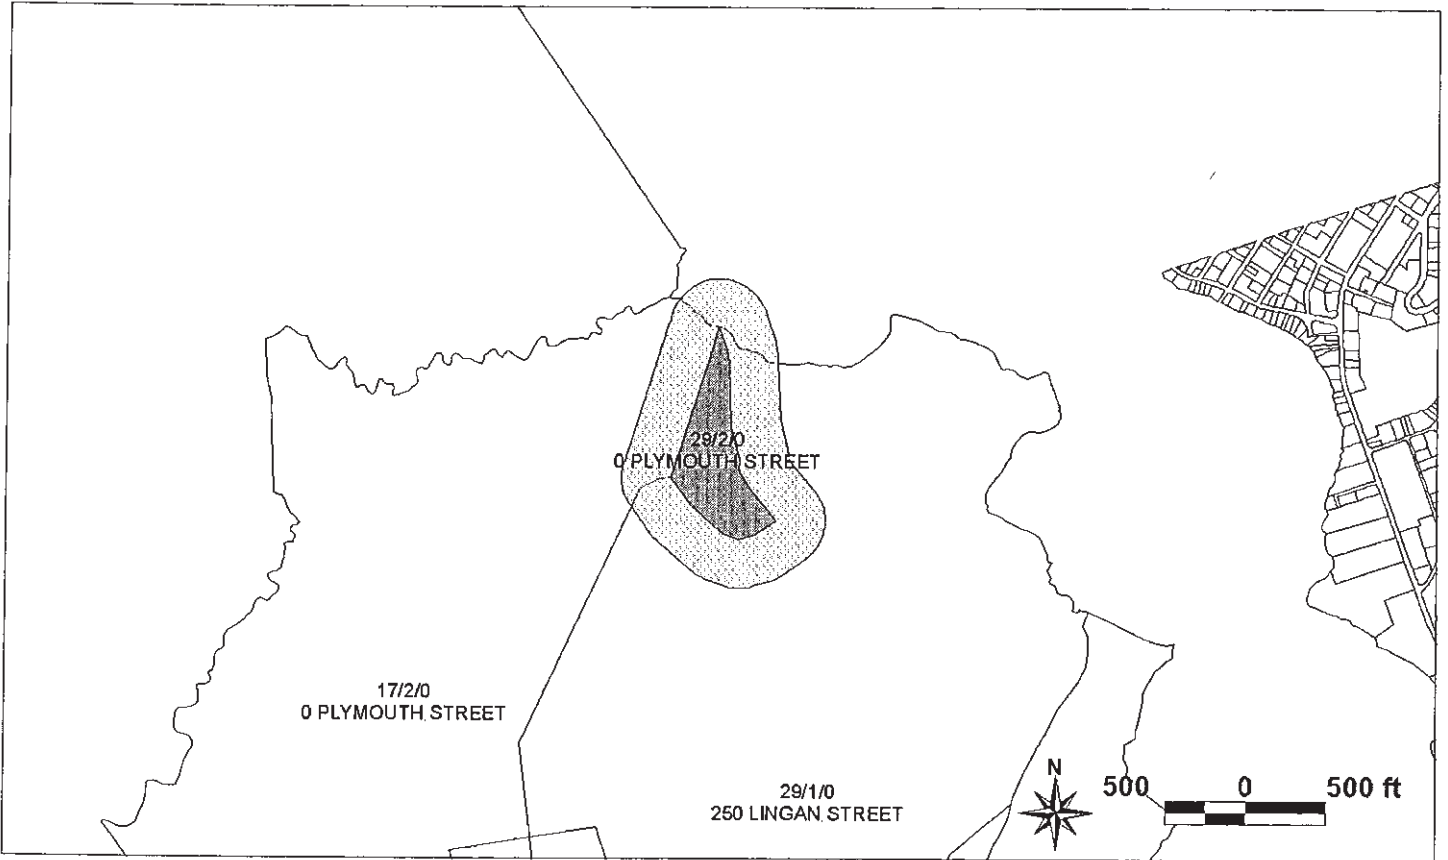 29/2/0
0 PLYMOUTH STREET
17/2/0
0 PLYMOUTH STREET
29/1/0
250 LINGAN STREET
N
500 0 500 ft